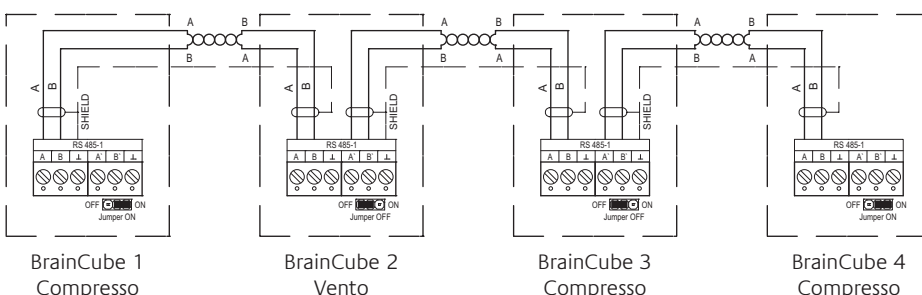 A B A B A B
B A B A B A
A B SHIELD A B SHIELD A B SHIELD A B
RS 485-1 RS 485-1 RS 485-1 RS 485-1
A B ⊥ A' B' ⊥ A B ⊥ A' B' ⊥ A B ⊥ A' B' ⊥ A B ⊥ A' B' ⊥
OFF ON OFF ON OFF ON OFF ON
Jumper ON Jumper OFF Jumper OFF Jumper ON
BrainCube 1 BrainCube 2 BrainCube 3 BrainCube 4
Compresso Vento Compresso Compresso